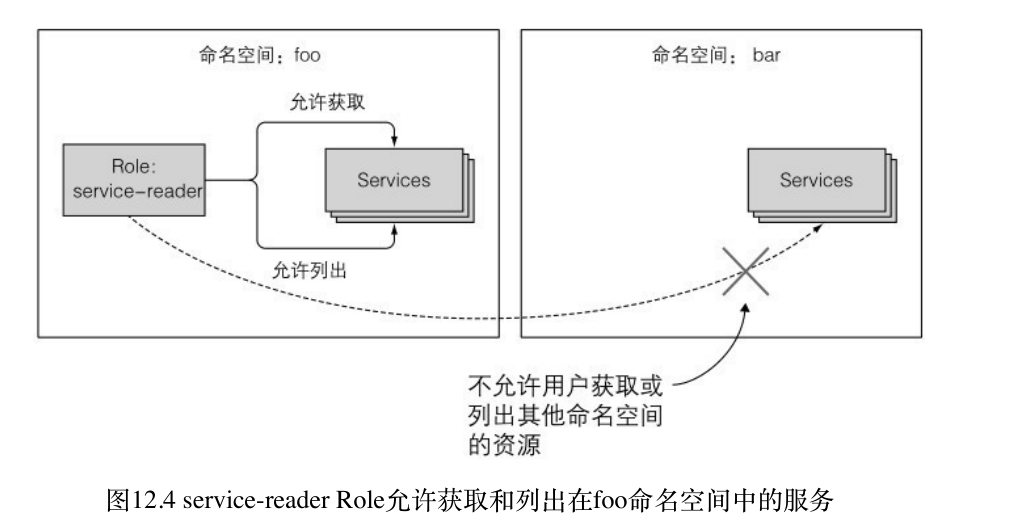 命名空间：foo
命名空间： bar
允许获取
Role:
service-reader
Services
Services
允许列出
不允许用户获取或
列出其他命名空间
的资源
图12.4 service-reader Role允许获取和列出在foo命名空间中的服务